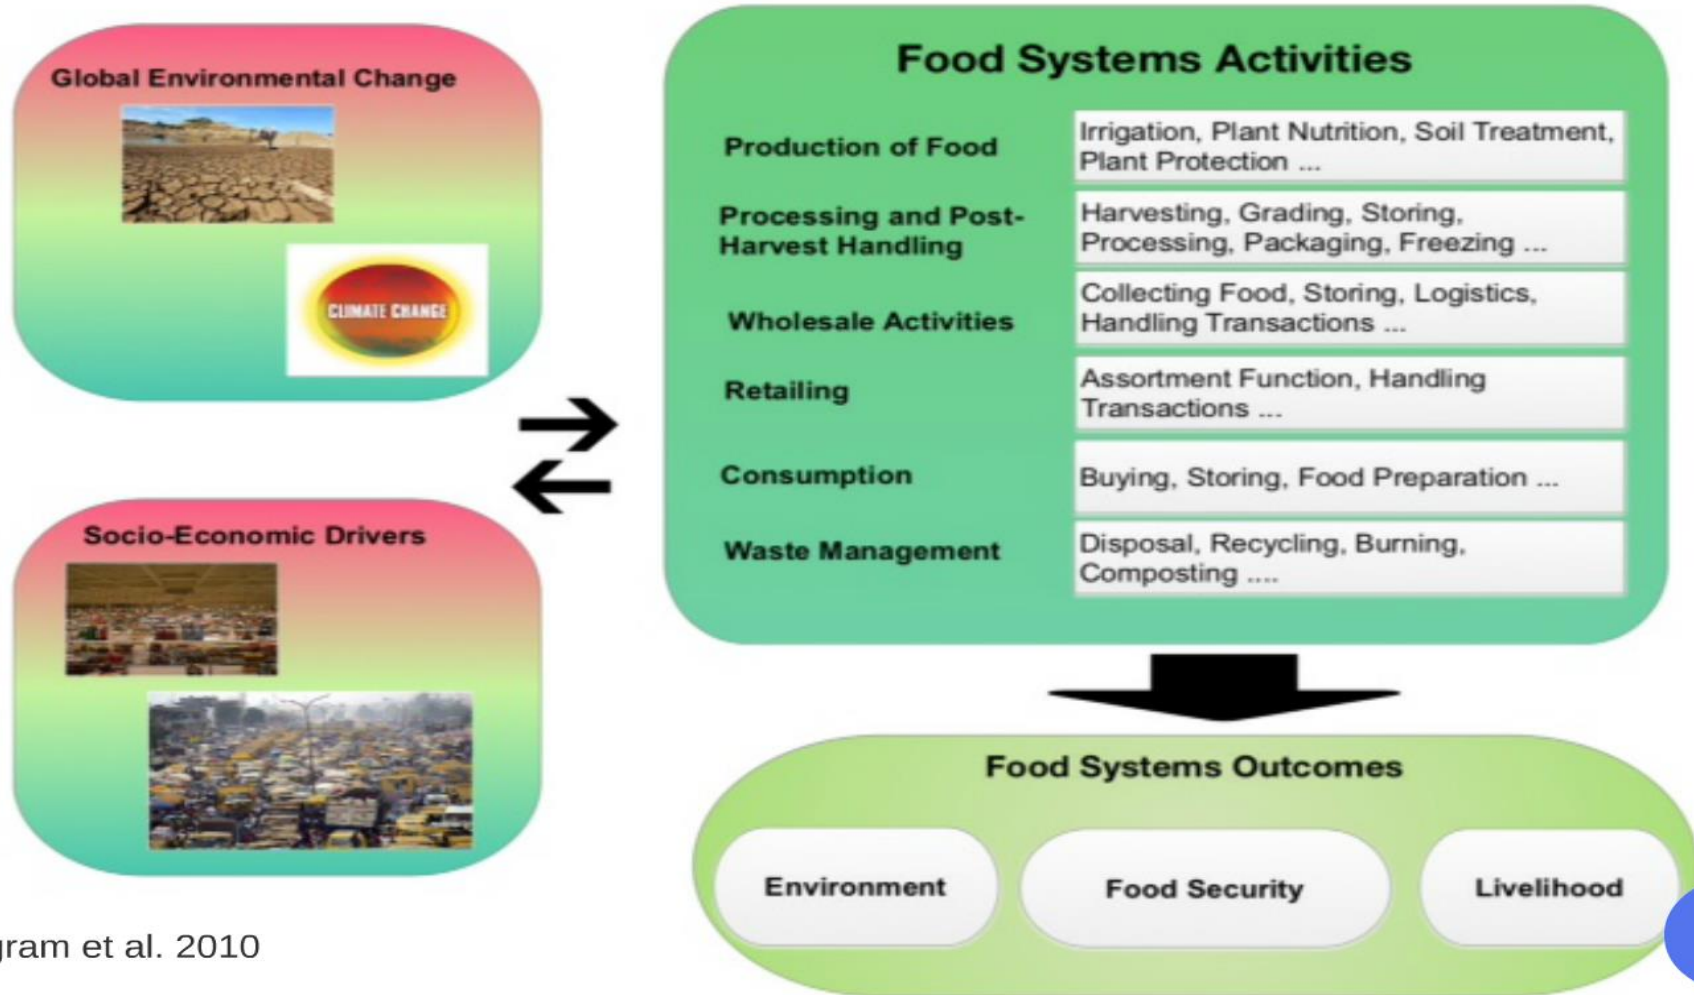 Global Environmental Change
CLIMATE CHANGE
Socio-Economic Drivers
Food Systems Activities
Production of Food
Irrigation, Plant Nutrition, Soil Treatment,
Plant Protection ...
Processing and Post-
Harvest Handling
Harvesting, Grading, Storing,
Processing, Packaging, Freezing ...
Wholesale Activities
Collecting Food, Storing, Logistics,
Handling Transactions ...
Retailing
Assortment Function, Handling
Transactions ...
Consumption
Buying, Storing, Food Preparation ...
Waste Management
Disposal, Recycling, Burning,
Composting ....
Food Systems Outcomes
Environment
Food Security
Livelihood
gram et al. 2010